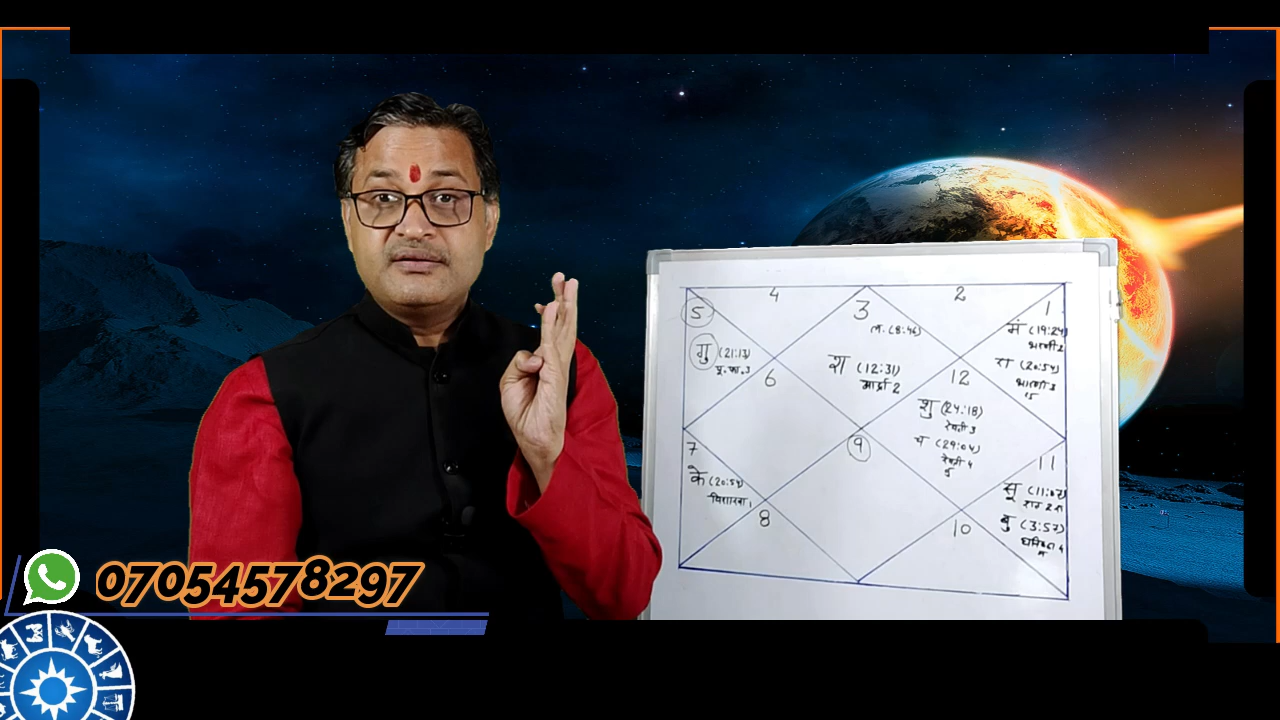 4
3
2
1
5
ल. (8:46)
मं (19:24)
भरणी 2
गु (21:13)
पू. फा. 3
श (12:31)
आर्द्रा 2
रा (20:54)
भरणी 3
6
12
शु (24:18)
रेवती 3
9
च (29:04)
रेवती 4
7
11
के (20:54)
विशाखा 1
सू (11:07)
बु (3:57)
धनिष्ठा 4
8
10
07054578297